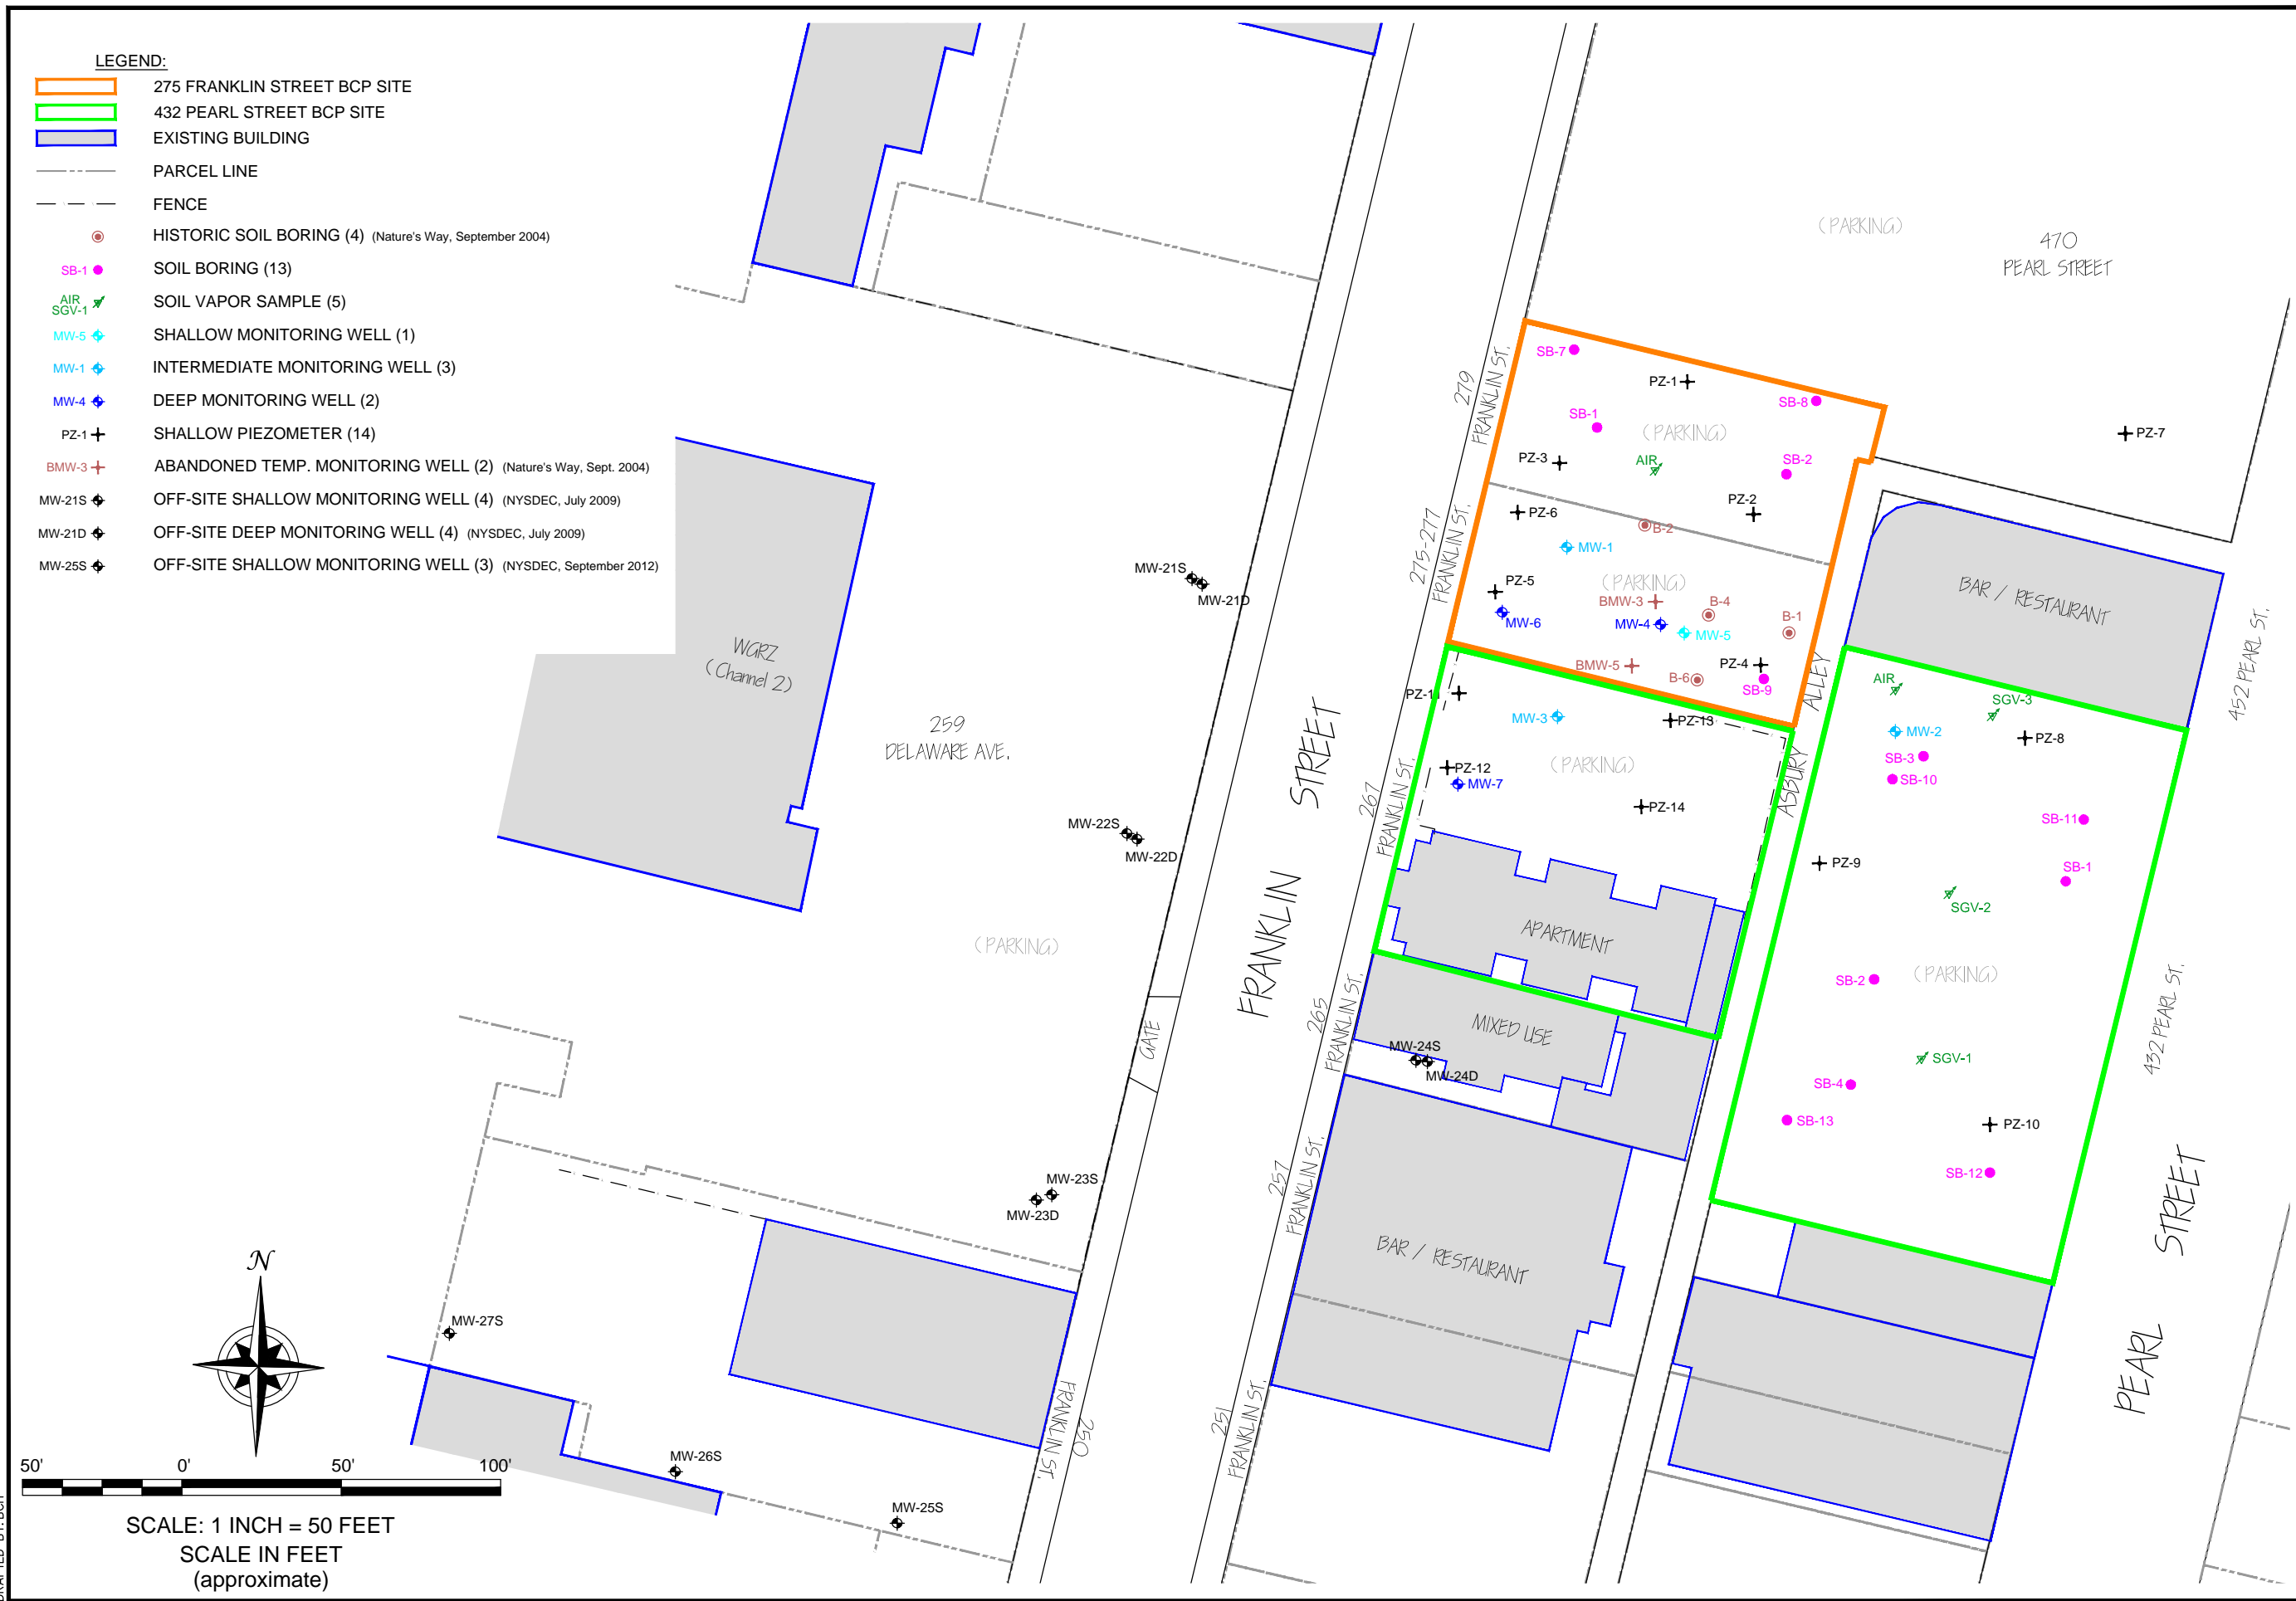 LEGEND:
275 FRANKLIN STREET BCP SITE
432 PEARL STREET BCP SITE
EXISTING BUILDING
PARCEL LINE
FENCE
HISTORIC SOIL BORING (4) (Nature's Way, September 2004)
SB-1 SOIL BORING (13)
AIR
SGV-1
SOIL VAPOR SAMPLE (5)
MW-5 SHALLOW MONITORING WELL (1)
MW-1 INTERMEDIATE MONITORING WELL (3)
MW-4 DEEP MONITORING WELL (2)
PZ-1 SHALLOW PIEZOMETER (14)
BMW-3 ABANDONED TEMP. MONITORING WELL (2) (Nature's Way, Sept. 2004)
MW-21S OFF-SITE SHALLOW MONITORING WELL (4) (NYSDEC, July 2009)
MW-21D OFF-SITE DEEP MONITORING WELL (4) (NYSDEC, July 2009)
MW-25S OFF-SITE SHALLOW MONITORING WELL (3) (NYSDEC, September 2012)
(PARKING)
470
PEARL STREET
SB-7
PZ-1
SB-8
SB-1
(PARKING)
PZ-7
PZ-3
AIR
SB-2
PZ-2
279
FRANKLIN ST.
PZ-6
B-2
MW-1
275-277
FRANKLIN ST.
(PARKING)
PZ-5
BMW-3
B-4
B-1
MW-6
MW-4
MW-5
BMW-5
PZ-4
B-6
SB-9
BAR / RESTAURANT
452 PEARL ST.
MW-21S
MW-21D
WGRZ
(Channel 2)
259
DELAWARE AVE.
FRANKLIN STREET
ASBURY ALLEY
PZ-11
MW-3
PZ-13
(PARKING)
PZ-12
MW-7
PZ-14
267
FRANKLIN ST.
AIR
SGV-3
MW-2
PZ-8
SB-3
SB-10
SB-11
PZ-9
SB-1
SGV-2
MW-22S
MW-22D
APARTMENT
(PARKING)
SB-2
(PARKING)
432 PEARL ST.
265
FRANKLIN ST.
MIXED USE
GATE
MW-24S
MW-24D
SGV-1
SB-4
SB-13
PZ-10
SB-12
257
FRANKLIN ST.
MW-23S
MW-23D
BAR / RESTAURANT
PEARL STREET
N
MW-27S
MW-26S
MW-25S
250
FRANKLIN ST.
251
FRANKLIN ST.
50' 0' 50' 100'
SCALE: 1 INCH = 50 FEET
SCALE IN FEET
(approximate)